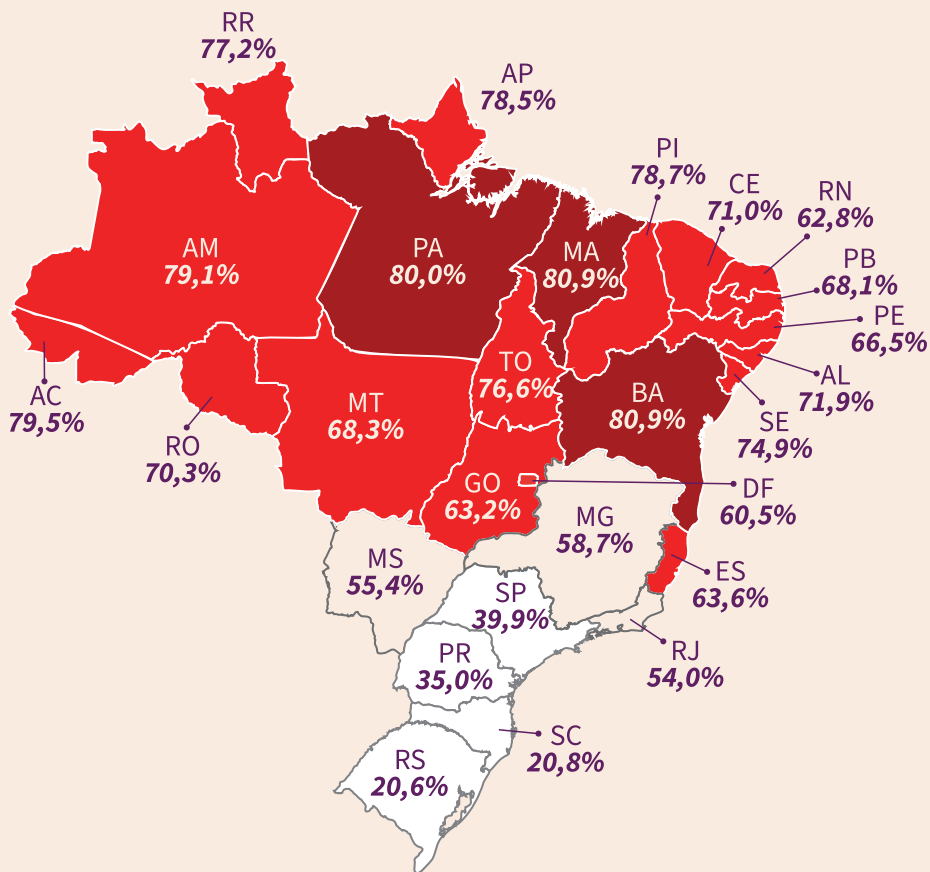 RR
77,2%
AP
78,5%
PI
78,7%
CE
71,0%
RN
62,8%
AM
79,1%
PA
80,0%
MA
80,9%
PB
68,1%
PE
66,5%
AC
79,5%
RO
70,3%
MT
68,3%
TO
76,6%
BA
80,9%
AL
71,9%
SE
74,9%
GO
63,2%
DF
60,5%
MG
58,7%
MS
55,4%
ES
63,6%
SP
39,9%
RJ
54,0%
PR
35,0%
SC
20,8%
RS
20,6%